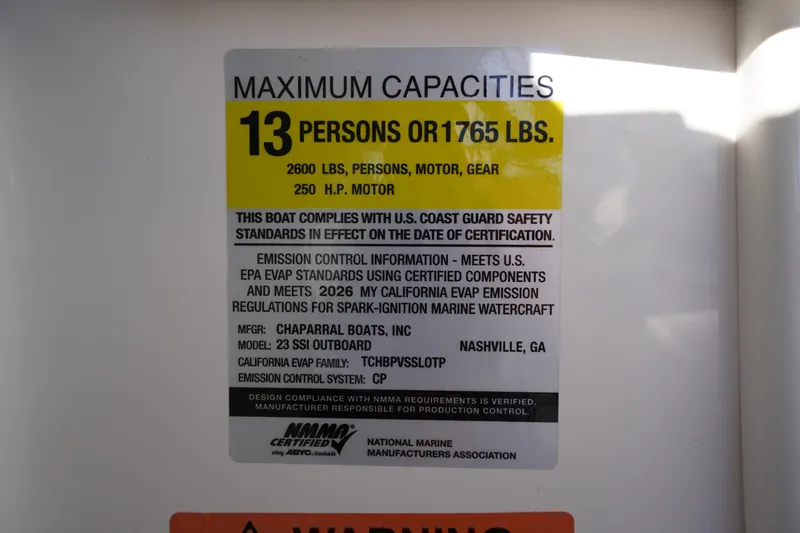 MAXIMUM CAPACITIES
13 PERSONS OR 1765 LBS.
2600 LBS, PERSONS, MOTOR, GEAR
250 H.P. MOTOR
THIS BOAT COMPLIES WITH U.S. COAST GUARD SAFETY
STANDARDS IN EFFECT ON THE DATE OF CERTIFICATION.
EMISSION CONTROL INFORMATION - MEETS U.S.
EPA EVAP STANDARDS USING CERTIFIED COMPONENTS
AND MEETS 2026 MY CALIFORNIA EVAP EMISSION
REGULATIONS FOR SPARK-IGNITION MARINE WATERCRAFT
MFGR: CHAPARRAL BOATS, INC
MODEL: 23 SSI OUTBOARD NASHVILLE, GA
CALIFORNIA EVAP FAMILY: TCHBPVSSLOTP
EMISSION CONTROL SYSTEM: CP
DESIGN COMPLIANCE WITH NMMA REQUIREMENTS IS VERIFIED.
MANUFACTURER RESPONSIBLE FOR PRODUCTION CONTROL.
NMMA
CERTIFIED
using ABYC standards
NATIONAL MARINE
MANUFACTURERS ASSOCIATION
WARNING